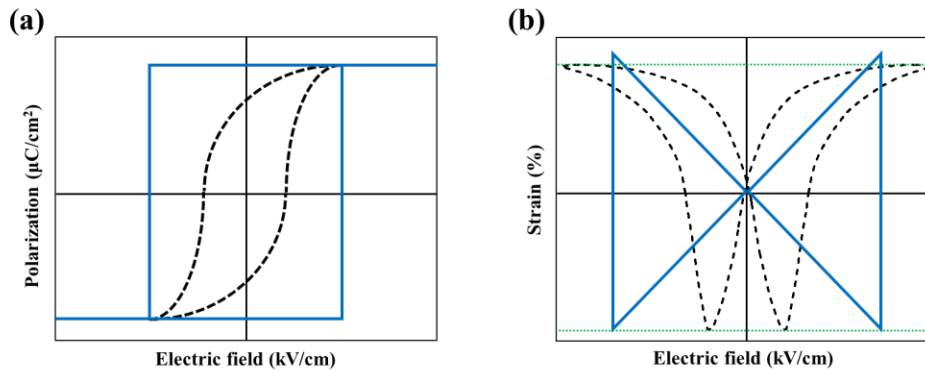 (a)
Polarization (μC/cm²)
Electric field (kV/cm)
(b)
Strain (%)
Electric field (kV/cm)